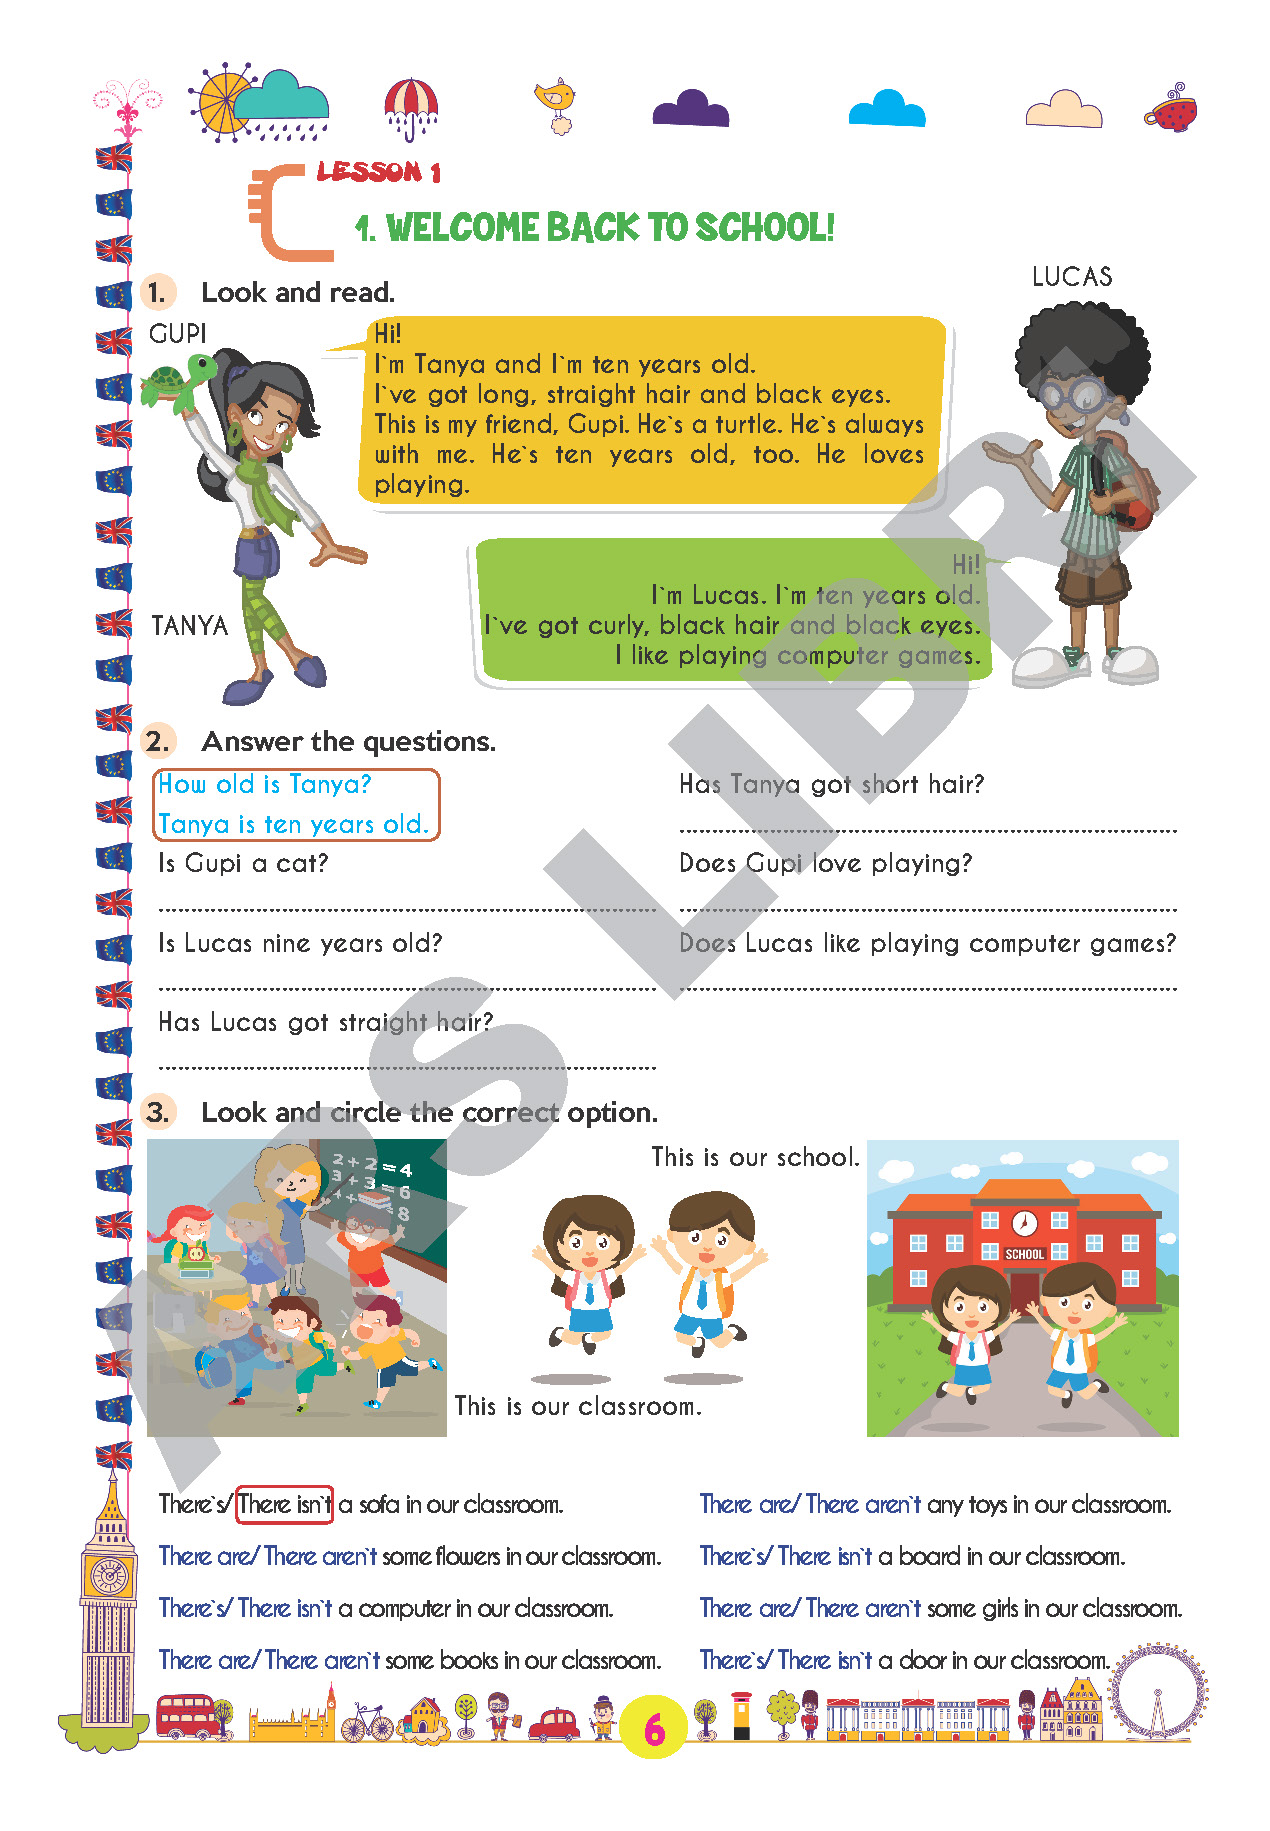 LESSON 1
1. WELCOME BACK TO SCHOOL!
1. Look and read.
LUCAS
GUPI
Hi!
I`m Tanya and I`m ten years old.
I`ve got long, straight hair and black eyes.
This is my friend, Gupi. He`s a turtle. He`s always
with me. He`s ten years old, too. He loves
playing.
Hi!
I`m Lucas. I`m ten years old.
I`ve got curly, black hair and black eyes.
I like playing computer games.
TANYA
2. Answer the questions.
How old is Tanya?
Tanya is ten years old.
Is Gupi a cat?
Is Lucas nine years old?
Has Lucas got straight hair?
Has Tanya got short hair?
Does Gupi love playing?
Does Lucas like playing computer games?
3. Look and circle the correct option.
2 + 2 = 4
3 + 3 = 6
= 8
This is our school.
SCHOOL
This is our classroom.
There`s/ There isn`t a sofa in our classroom.
There are/ There aren`t some flowers in our classroom.
There`s/ There isn`t a computer in our classroom.
There are/ There aren`t some books in our classroom.
There are/ There aren`t any toys in our classroom.
There`s/ There isn`t a board in our classroom.
There are/ There aren`t some girls in our classroom.
There`s/ There isn`t a door in our classroom.
6
ARS LIBRI